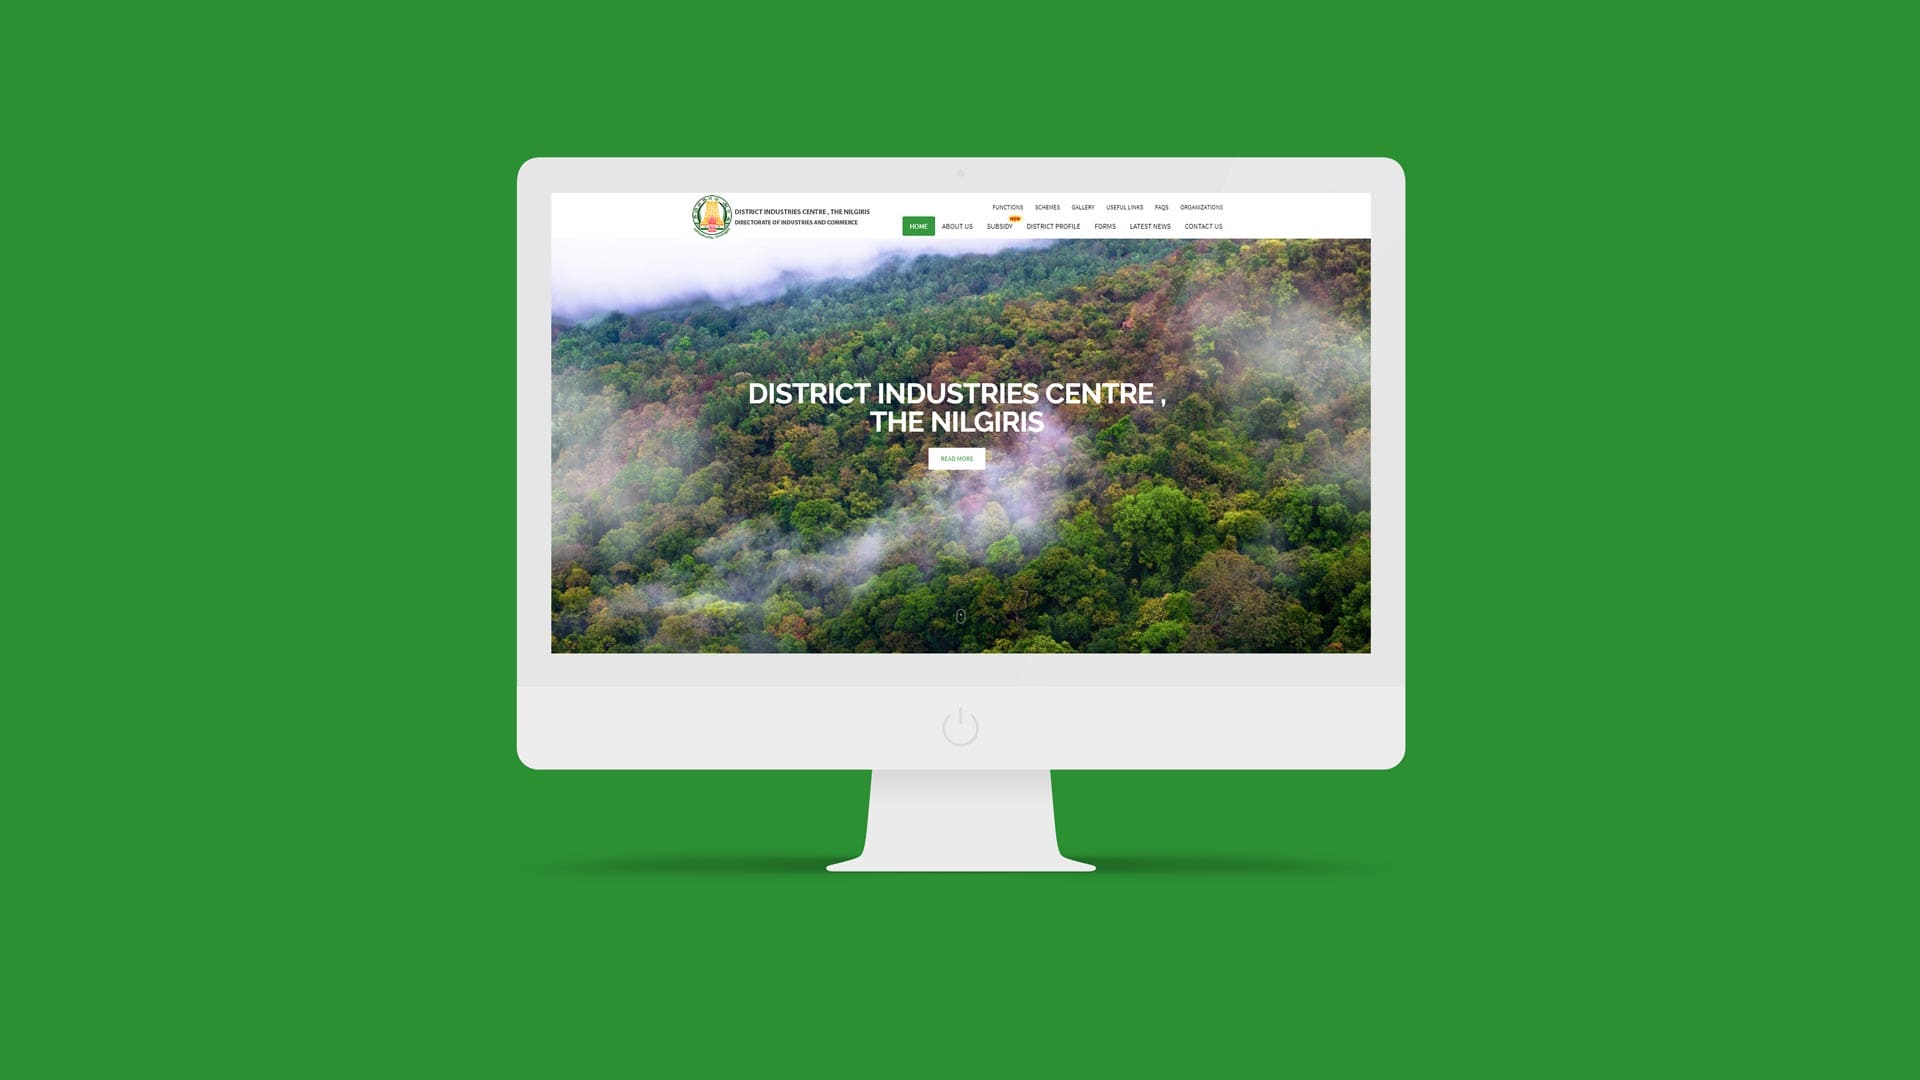 DISTRICT INDUSTRIES CENTRE , THE NILGIRIS
DIRECTORATE OF INDUSTRIES AND COMMERCE
FUNCTIONS SCHEMES GALLERY USEFUL LINKS FAQS ORGANIZATIONS
NEW
HOME ABOUT US SUBSIDY DISTRICT PROFILE FORMS LATEST NEWS CONTACT US
DISTRICT INDUSTRIES CENTRE ,
THE NILGIRIS
READ MORE